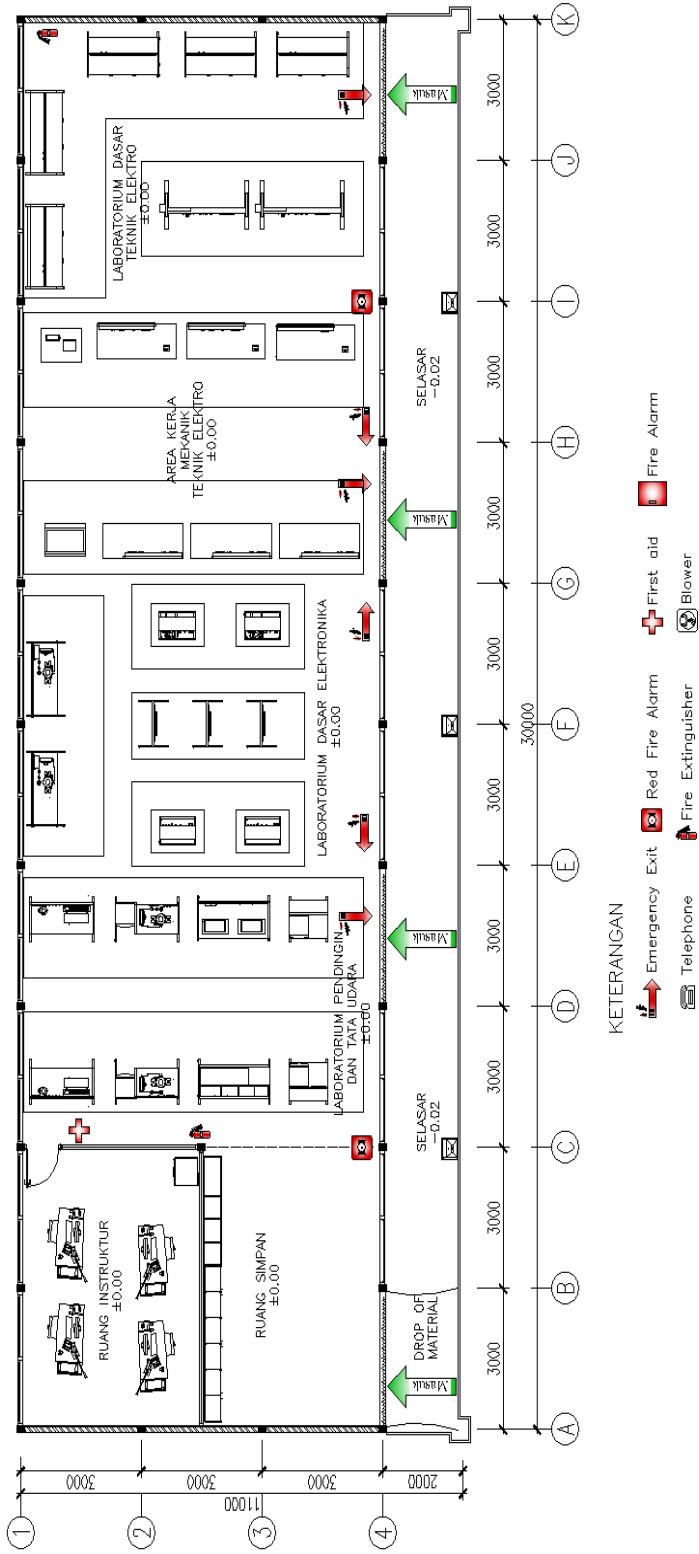 LABORATORIUM DASAR
TEKNIK ELEKTRO
±0.00
AREA KERJA
MEKANIK
TEKNIK ELEKTRO
±0.00
LABORATORIUM DASAR ELEKTRONIKA
±0.00
LABORATORIUM PENDINGIN
DAN TATA UDARA
±0.00
RUANG INSTRUKTUR
±0.00
RUANG SIMPAN
±0.00
DROP OF
MATERIAL
SELASAR
-0.02
SELASAR
-0.02
Masuk
Masuk
Masuk
Masuk
3000
3000
3000
3000
3000
3000
3000
3000
3000
3000
30000
A
B
C
D
E
F
G
H
I
J
K
1
2
3
4
3000
3000
3000
2000
11000
KETERANGAN
Emergency Exit
Red Fire Alarm
First aid
Fire Alarm
Telephone
Fire Extinguisher
Blower